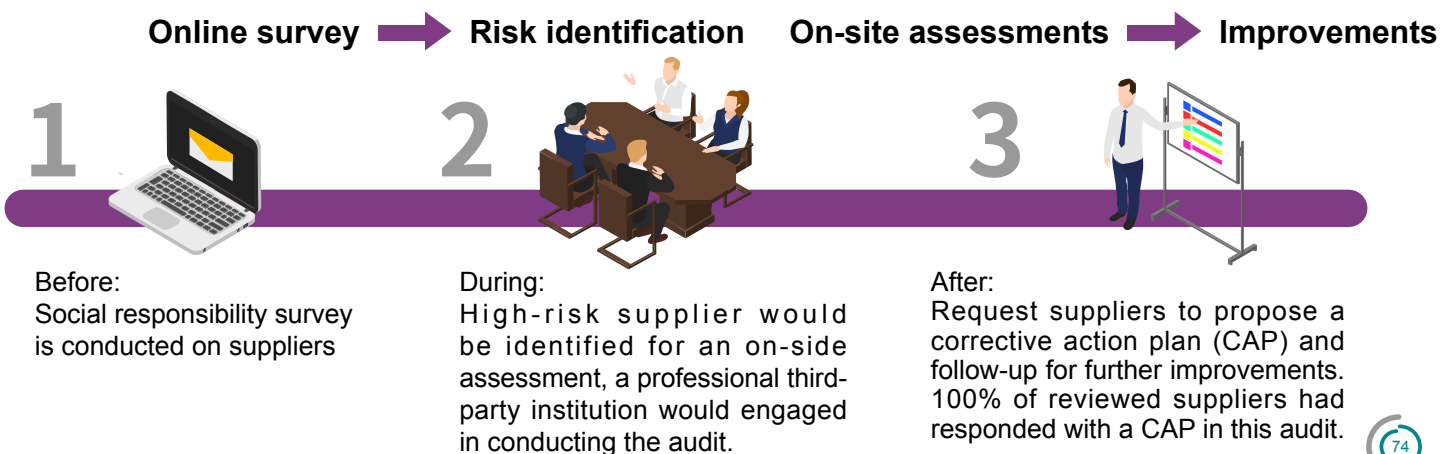 Online survey Risk identification On-site assessments Improvements
1
2
3
Before:
Social responsibility survey
is conducted on suppliers
During:
High-risk supplier would
be identified for an on-side
assessment, a professional third-
party institution would engaged
in conducting the audit.
After:
Request suppliers to propose a
corrective action plan (CAP) and
follow-up for further improvements.
100% of reviewed suppliers had
responded with a CAP in this audit.
74